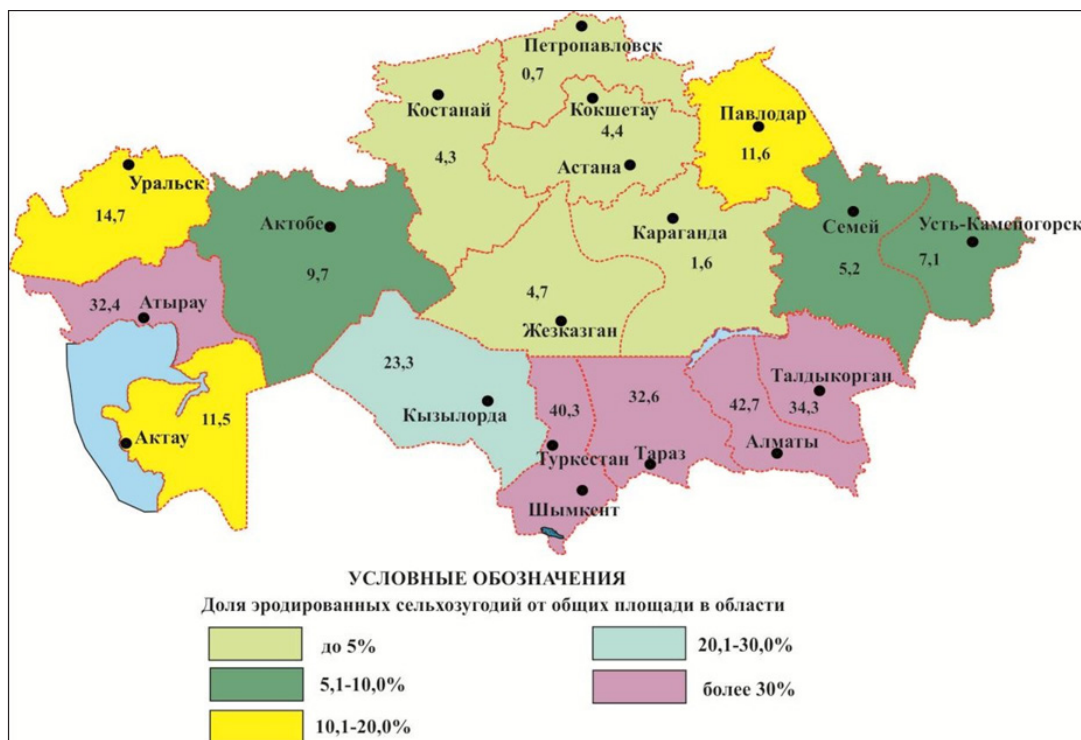 Петропавловск
0,7
Костанай
Кокшетау
4,4
Павлодар
4,3
Астана
11,6
Уральск
14,7
Актобе
Караганда
Семей
Усть-Каменогорск
9,7
1,6
5,2
7,1
32,4
Атырау
4,7
Жезказган
23,3
Талдыкорган
11,5
Кызылорда
40,3
32,6
42,7
34,3
Актау
Туркестан
Тараз
Алматы
Шымкент
УСЛОВНЫЕ ОБОЗНАЧЕНИЯ
Доля эродированных сельхозугодий от общих площади в области
до 5%
20,1-30,0%
5,1-10,0%
более 30%
10,1-20,0%